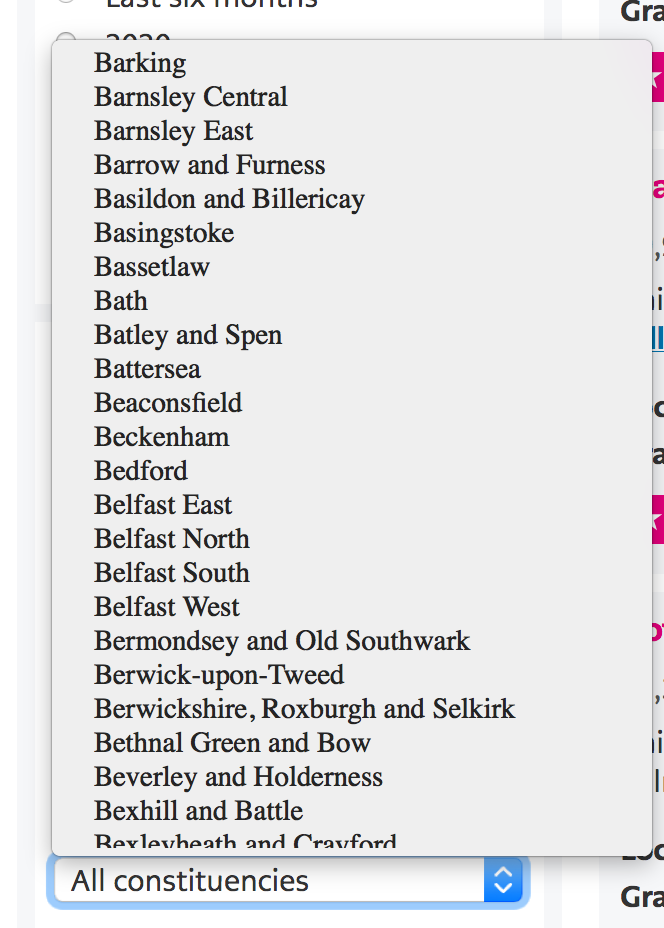 Last six months
2020
Barking
Barnsley Central
Barnsley East
Barrow and Furness
Basildon and Billericay
Basingstoke
Bassetlaw
Bath
Batley and Spen
Battersea
Beaconsfield
Beckenham
Bedford
Belfast East
Belfast North
Belfast South
Belfast West
Bermondsey and Old Southwark
Berwick-upon-Tweed
Berwickshire, Roxburgh and Selkirk
Bethnal Green and Bow
Beverley and Holderness
Bexhill and Battle
Bexleyheath and Crayford
All constituencies
Gra
Gra